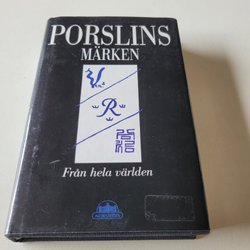 PORSLINS
MÄRKEN
R
Från hela världen